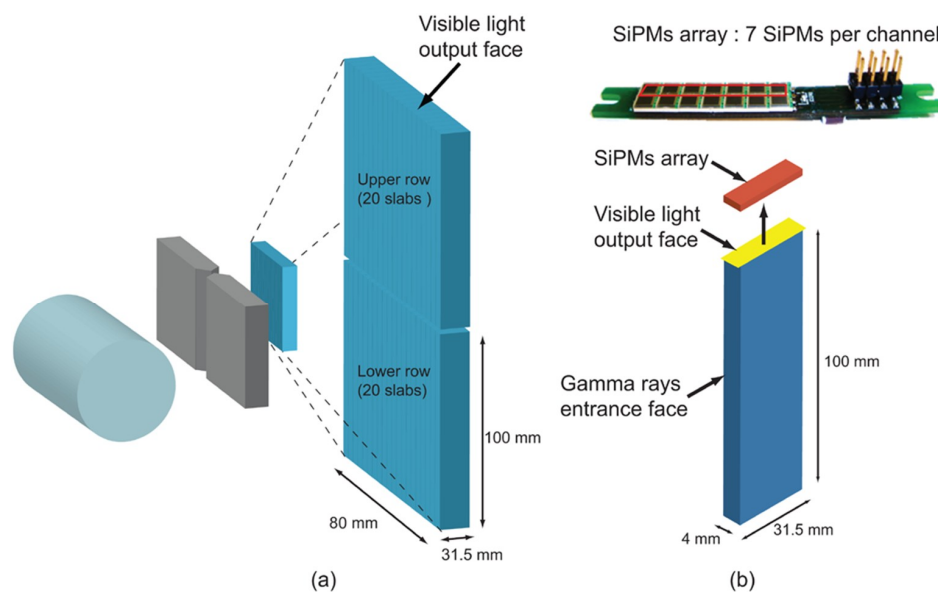 Visible light
output face
Upper row
(20 slabs )
Lower row
(20 slabs)
100 mm
80 mm
31.5 mm
(a)
SiPMs array : 7 SiPMs per channel
SiPMs array
Visible light
output face
100 mm
Gamma rays
entrance face
4 mm
31.5 mm
(b)